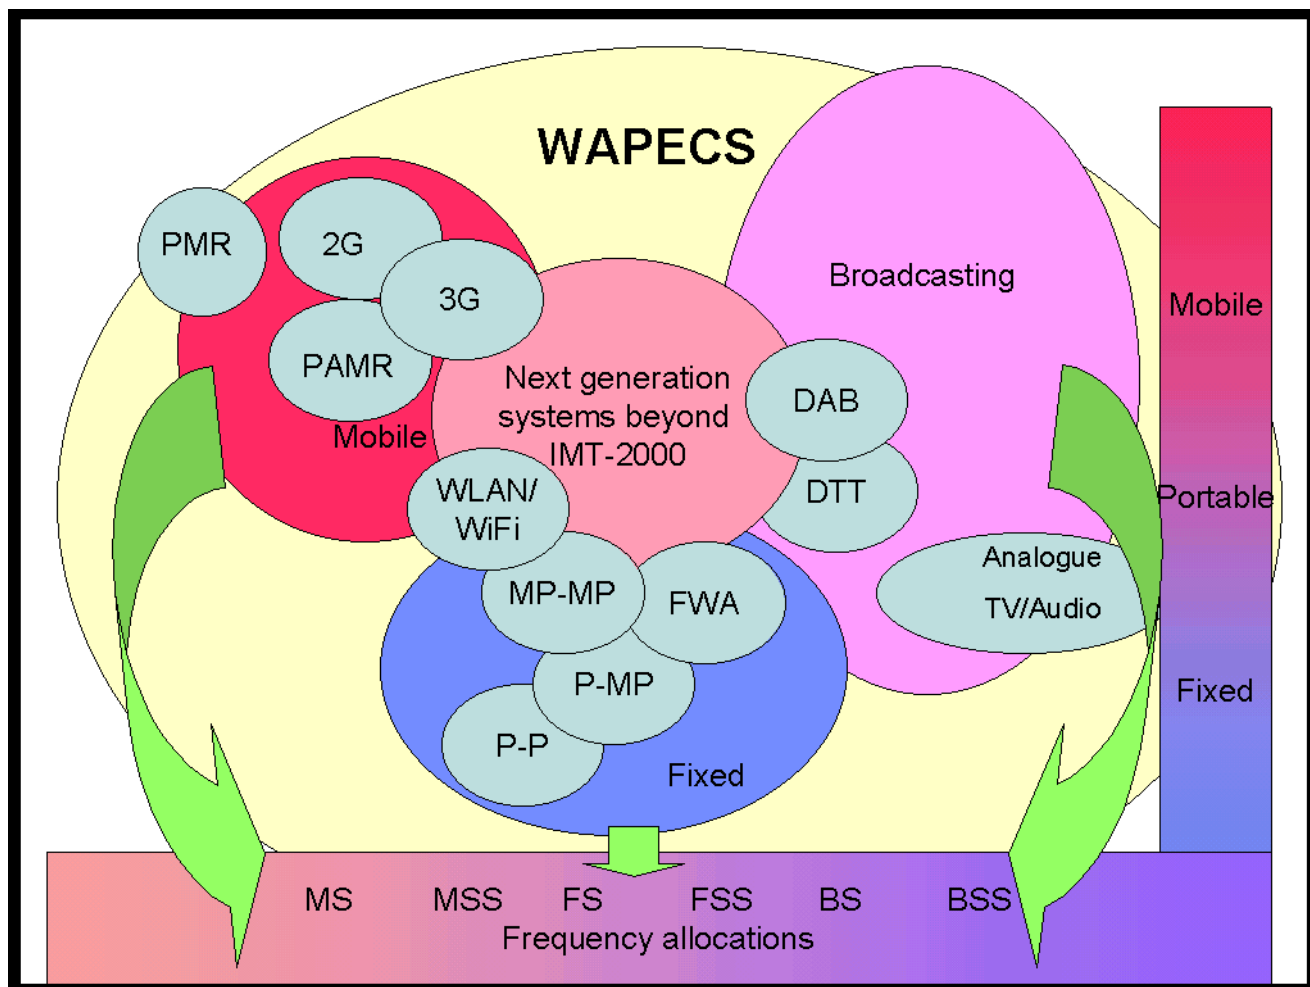 WAPECS
PMR
2G
3G
PAMR
Mobile
Next generation
systems beyond
IMT-2000
Broadcasting
DAB
DTT
Analogue
TV/Audio
WLAN/
WiFi
MP-MP
FWA
P-MP
P-P
Fixed
Mobile
Portable
Fixed
MS MSS FS FSS BS BSS
Frequency allocations